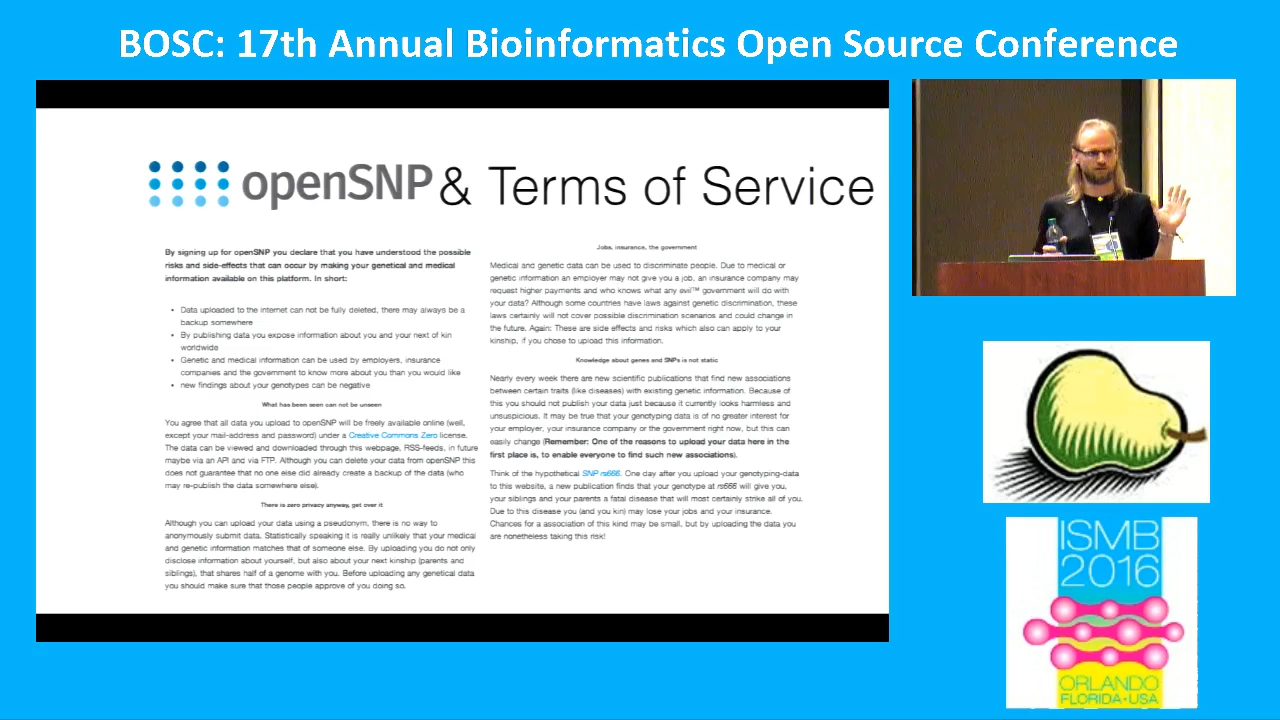 BOSC: 17th Annual Bioinformatics Open Source Conference
openSNP & Terms of Service
By signing up for openSNP you declare that you have understood the possible
risks and side-effects that can occur by making your genetical and medical
information available on this platform. In short:
• Data uploaded to the internet can not be fully deleted, there may always be a
backup somewhere
• By publishing data you expose information about you and your next of kin
worldwide
• Genetic and medical information can be used by employers, insurance
companies and the government to know more about you than you would like
• new findings about your genotypes can be negative
What has been seen can not be unseen
You agree that all data you upload to openSNP will be freely available online (well,
except your mail-address and password) under a Creative Commons Zero license.
The data can be viewed and downloaded through this webpage, RSS-feeds, in future
maybe via an API and via FTP. Although you can delete your data from openSNP this
does not guarantee that no one else did already create a backup of the data (who
may re-publish the data somewhere else).
There is zero privacy anyway, get over it
Although you can upload your data using a pseudonym, there is no way to
anonymously submit data. Statistically speaking it is really unlikely that your medical
and genetic information matches that of someone else. By uploading you do not only
disclose information about yourself, but also about your next kinship (parents and
siblings), that shares half of a genome with you. Before uploading any genetical data
you should make sure that those people approve of you doing so.
Jobs, insurance, the government
Medical and genetic data can be used to discriminate people. Due to medical or
genetic information an employer may not give you a job, an insurance company may
request higher payments and who knows what any evil™ government will do with
your data? Although some countries have laws against genetic discrimination, these
laws certainly will not cover possible discrimination scenarios and could change in
the future. Again: These are side effects and risks which also can apply to your
kinship, if you chose to upload this information.
Knowledge about genes and SNPs is not static
Nearly every week there are new scientific publications that find new associations
between certain traits (like diseases) with existing genetic information. Because of
this you should not publish your data just because it currently looks harmless and
unsuspicious. It may be true that your genotyping data is of no greater interest for
your employer, your insurance company or the government right now, but this can
easily change (Remember: One of the reasons to upload your data here in the
first place is, to enable everyone to find such new associations).
Think of the hypothetical SNP rs666. One day after you upload your genotyping-data
to this website, a new publication finds that your genotype at rs666 will give you,
your siblings and your parents a fatal disease that will most certainly strike all of you.
Due to this disease you (and you kin) may lose your jobs and your insurance.
Chances for a association of this kind may be small, but by uploading the data you
are nonetheless taking this risk!
ISMB
2016
ORLANDO
FLORIDA•USA